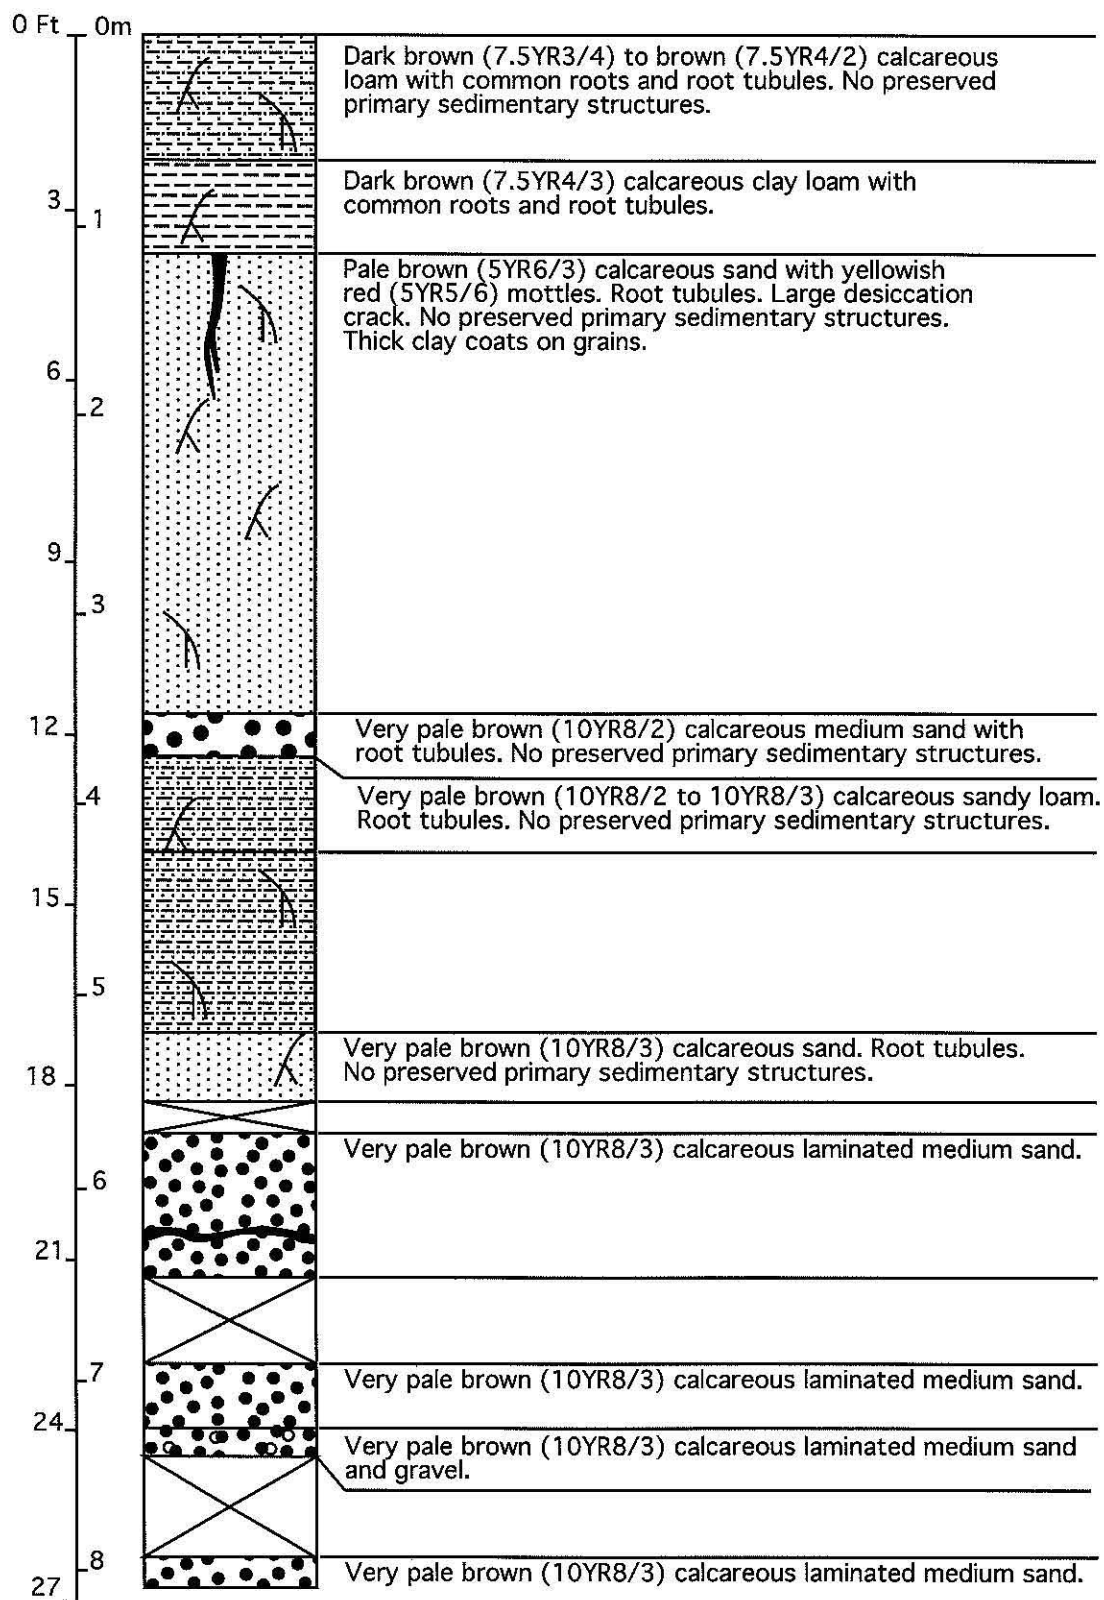 0 Ft 0m
Dark brown (7.5YR3/4) to brown (7.5YR4/2) calcareous
loam with common roots and root tubules. No preserved
primary sedimentary structures.
Dark brown (7.5YR4/3) calcareous clay loam with
common roots and root tubules.
3
1
Pale brown (5YR6/3) calcareous sand with yellowish
red (5YR5/6) mottles. Root tubules. Large desiccation
crack. No preserved primary sedimentary structures.
Thick clay coats on grains.
6
2
9
3
12
Very pale brown (10YR8/2) calcareous medium sand with
root tubules. No preserved primary sedimentary structures.
4
Very pale brown (10YR8/2 to 10YR8/3) calcareous sandy loam.
Root tubules. No preserved primary sedimentary structures.
15
5
Very pale brown (10YR8/3) calcareous sand. Root tubules.
No preserved primary sedimentary structures.
18
Very pale brown (10YR8/3) calcareous laminated medium sand.
6
21
7
Very pale brown (10YR8/3) calcareous laminated medium sand.
24
Very pale brown (10YR8/3) calcareous laminated medium sand
and gravel.
8
Very pale brown (10YR8/3) calcareous laminated medium sand.
27